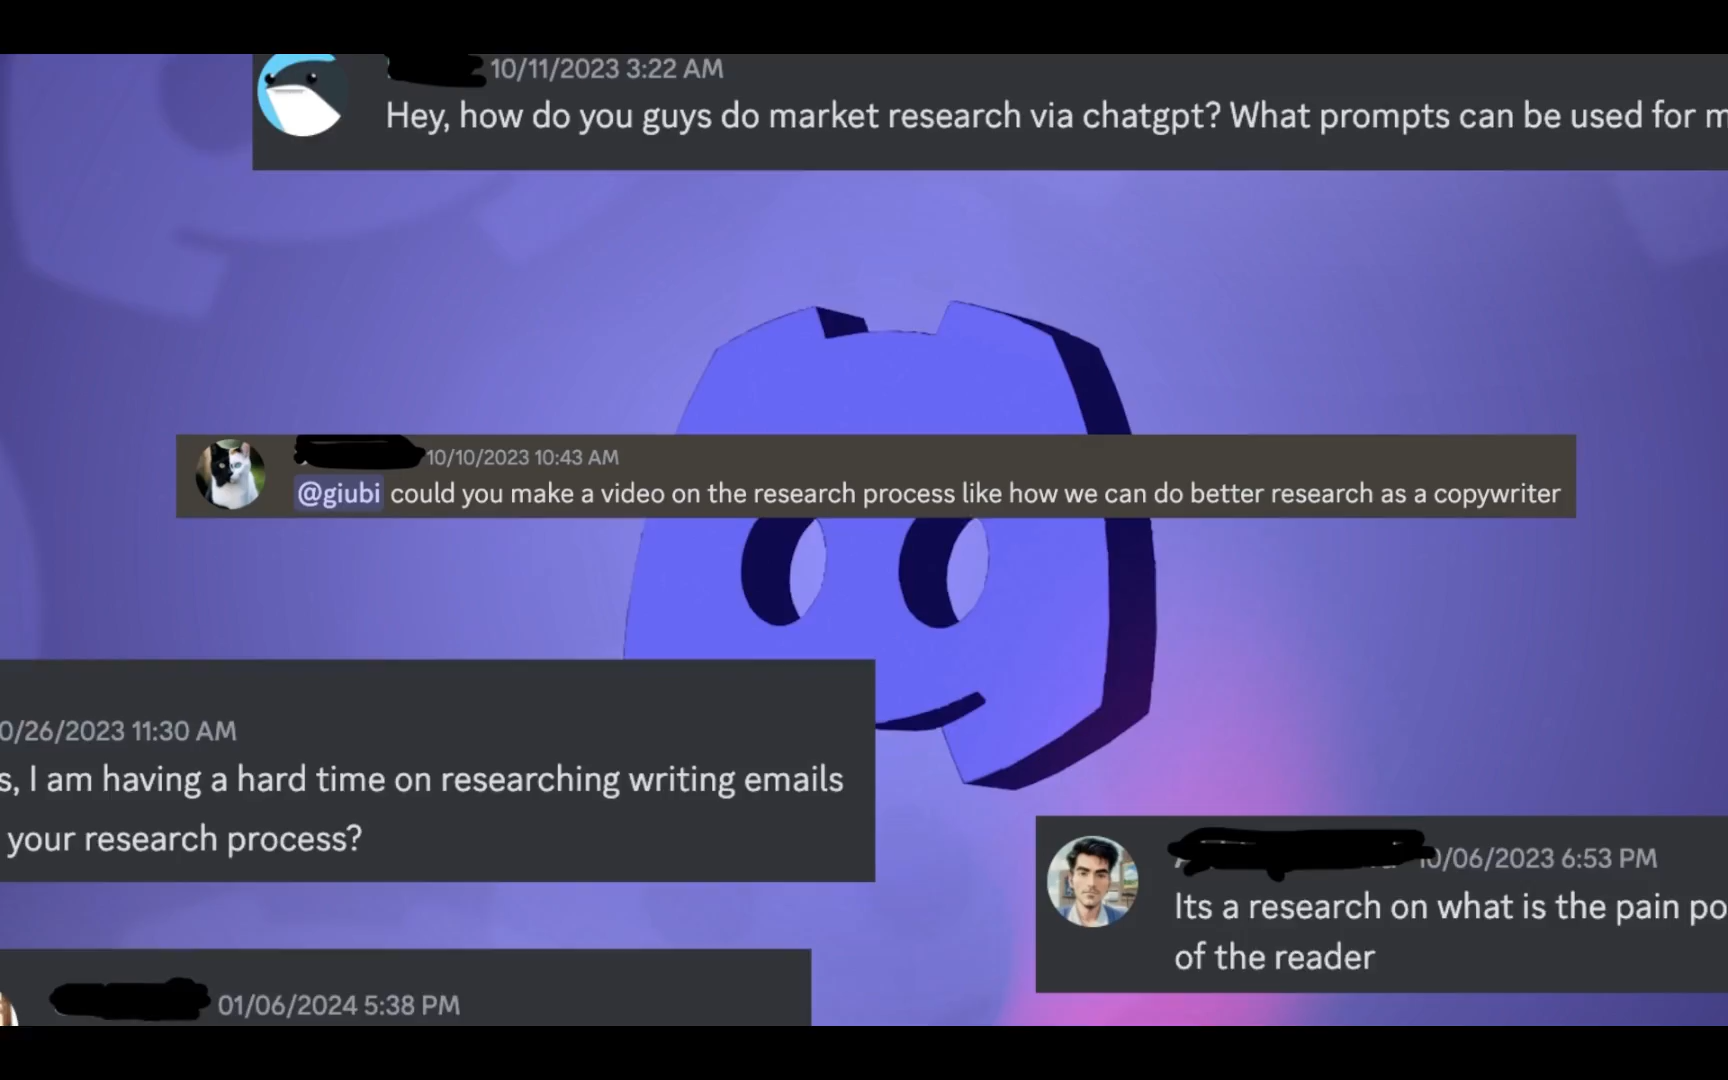 10/11/2023 3:22 AM
Hey, how do you guys do market research via chatgpt? What prompts can be used for m
10/10/2023 10:43 AM
@giubi could you make a video on the research process like how we can do better research as a copywriter
0/26/2023 11:30 AM
s, I am having a hard time on researching writing emails
your research process?
10/06/2023 6:53 PM
Its a research on what is the pain po
of the reader
01/06/2024 5:38 PM